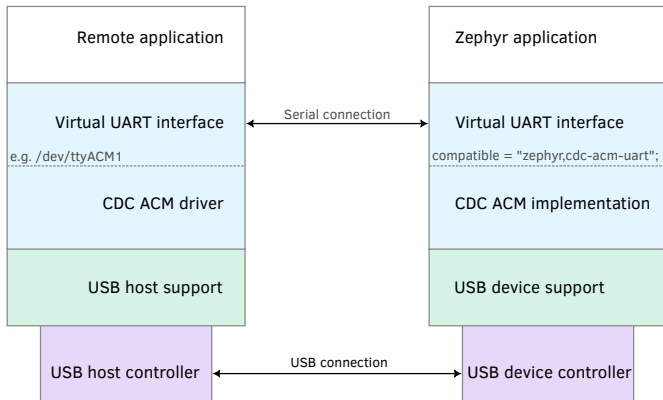 Remote application
Zephyr application
Virtual UART interface
Serial connection
Virtual UART interface
e.g. /dev/ttyACM1
compatible = "zephyr,cdc-acm-uart";
CDC ACM driver
CDC ACM implementation
USB host support
USB device support
USB host controller
USB connection
USB device controller